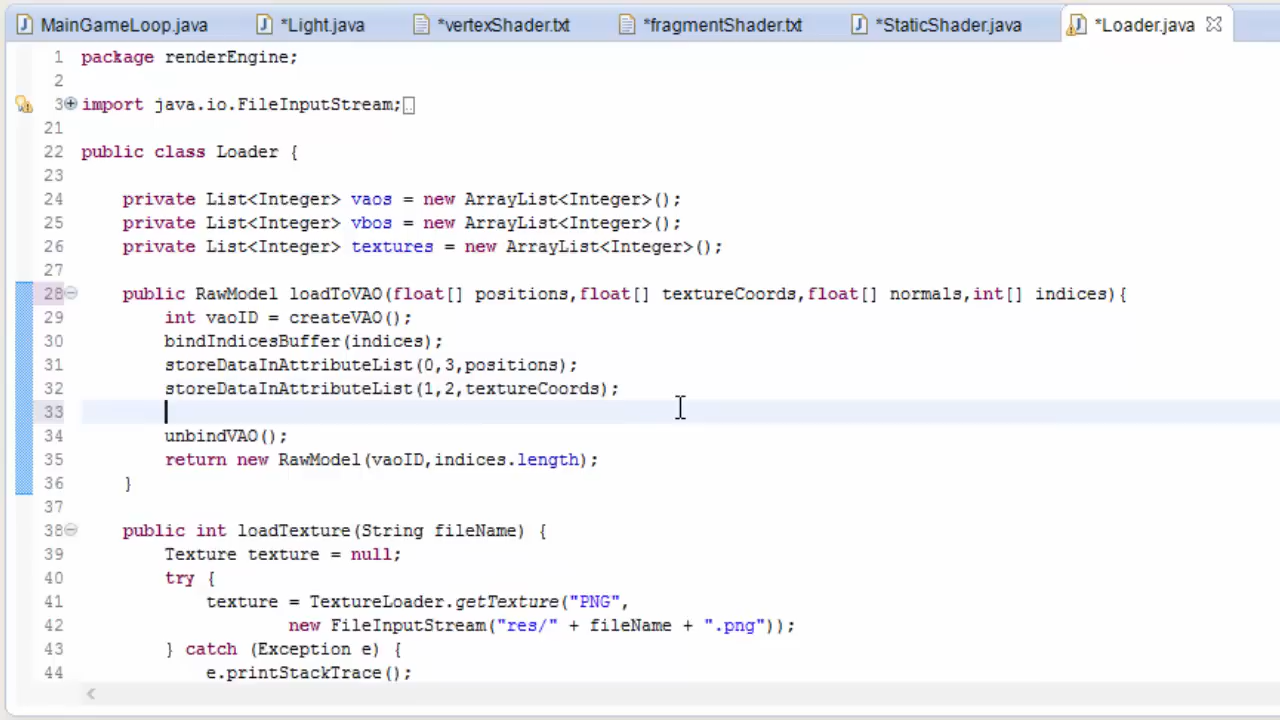 MainGameLoop.java *Light.java *vertexShader.txt *fragmentShader.txt *StaticShader.java *Loader.java
1 package renderEngine;
2
3 import java.io.FileInputStream;
21
22 public class Loader {
23
24 private List<Integer> vaos = new ArrayList<Integer>();
25 private List<Integer> vbos = new ArrayList<Integer>();
26 private List<Integer> textures = new ArrayList<Integer>();
27
28 public RawModel loadToVAO(float[] positions,float[] textureCoords,float[] normals,int[] indices){
29 int vaoID = createVAO();
30 bindIndicesBuffer(indices);
31 storeDataInAttributeList(0,3,positions);
32 storeDataInAttributeList(1,2,textureCoords);
33
34 unbindVAO();
35 return new RawModel(vaoID,indices.length);
36 }
37
38 public int loadTexture(String fileName) {
39 Texture texture = null;
40 try {
41 texture = TextureLoader.getTexture("PNG",
42 new FileInputStream("res/" + fileName + ".png"));
43 } catch (Exception e) {
44 e.printStackTrace();